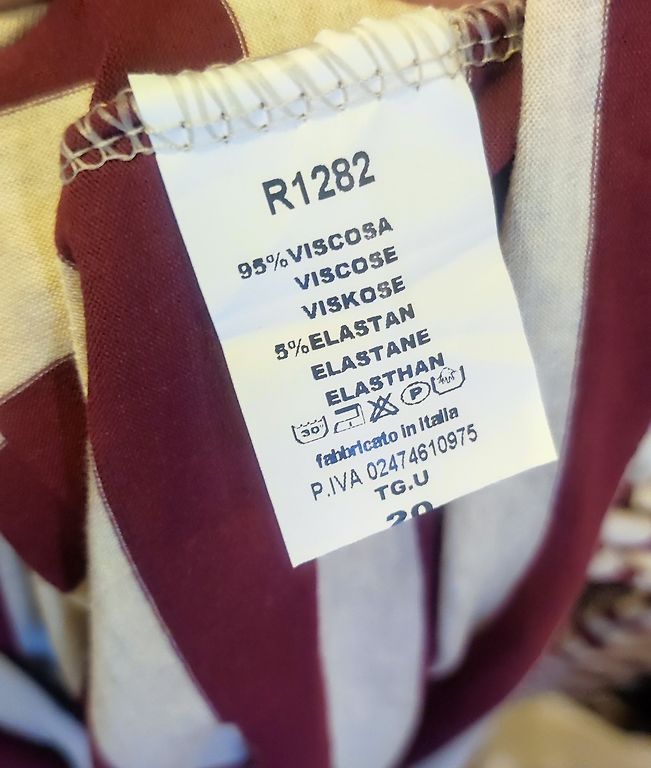 R1282
95%VISCOSA
VISCOSE
VISKOSE
5%ELASTAN
ELASTANE
ELASTHAN
30° P
fabbricato in Italia
P.IVA 02474610975
TG.U